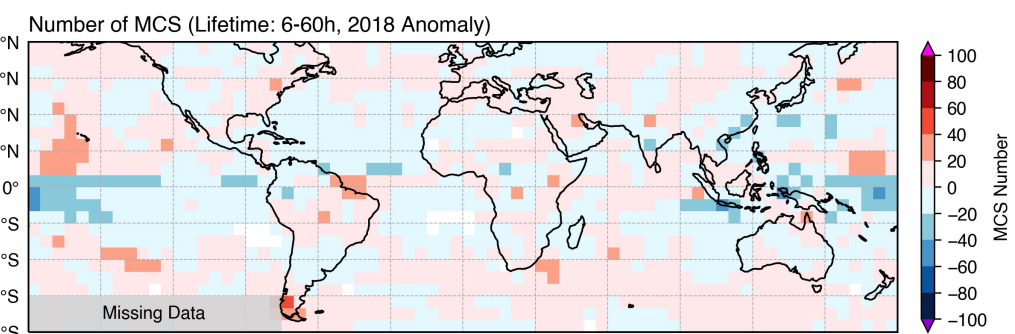 Number of MCS (Lifetime: 6-60h, 2018 Anomaly)
°N
°N
°N
°N
0°
°S
°S
°S
°S
Missing Data
100
80
60
40
20
0
−20
−40
−60
−80
−100
MCS Number